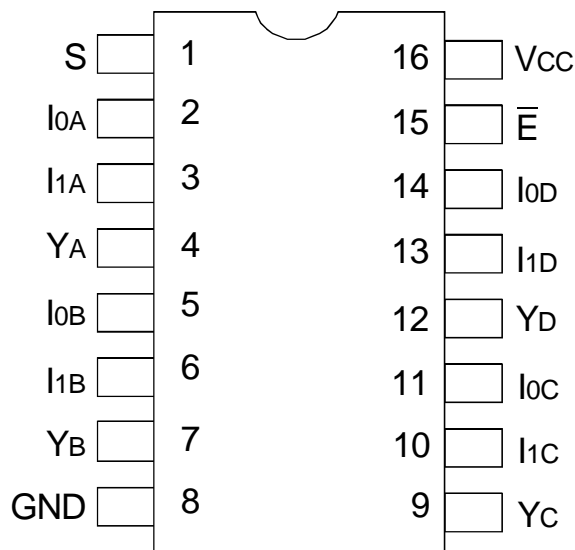 S 1 16 VCC
I0A 2 15 E̅
I1A 3 14 I0D
YA 4 13 I1D
I0B 5 12 YD
I1B 6 11 I0C
YB 7 10 I1C
GND 8 9 YC